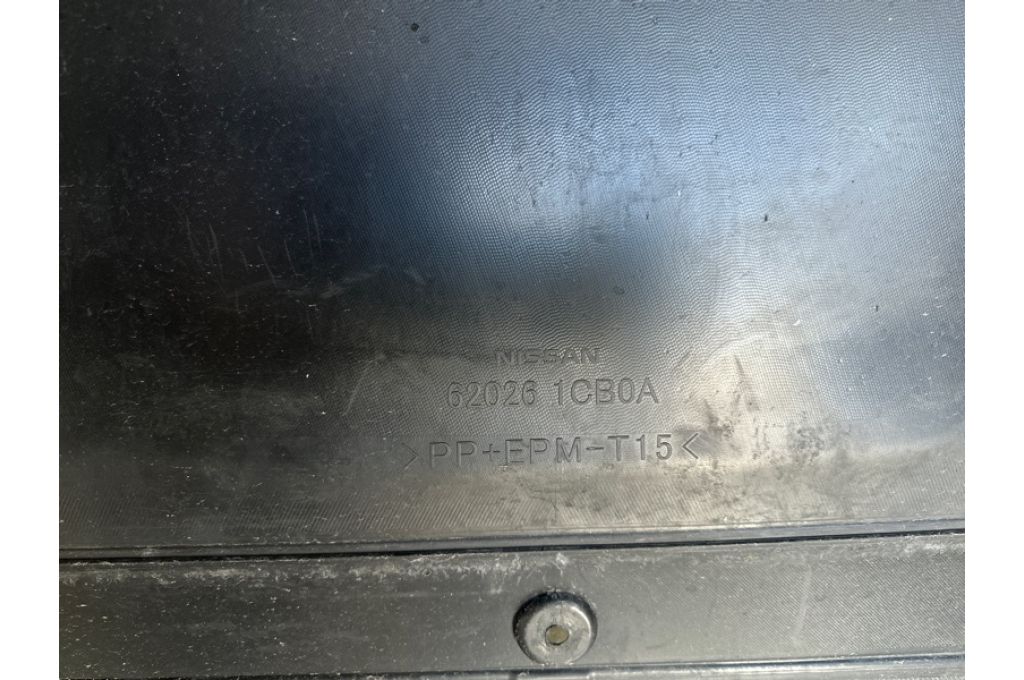 NISSAN
62026 1CB0A
>PP+EPM-T15<